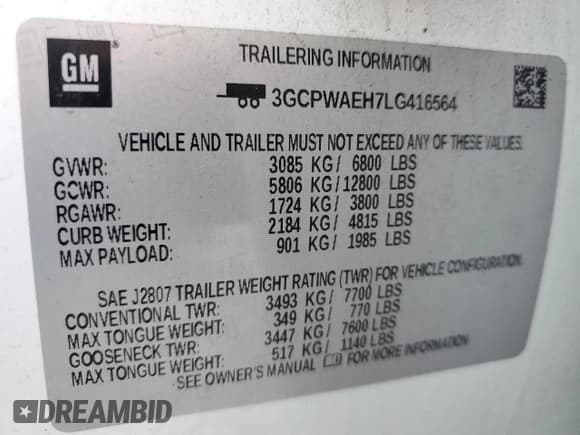 GM
TRAILERING INFORMATION
3GCPWAEH7LG416564
VEHICLE AND TRAILER MUST NOT EXCEED ANY OF THESE VALUES.
GVWR: 3085 KG/ 6800 LBS
GCWR: 5806 KG/12800 LBS
RGAWR: 1724 KG/ 3800 LBS
CURB WEIGHT: 2184 KG/ 4815 LBS
MAX PAYLOAD: 901 KG/ 1985 LBS
SAE J2807 TRAILER WEIGHT RATING (TWR) FOR VEHICLE CONFIGURATION.
CONVENTIONAL TWR: 3493 KG/ 7700 LBS
MAX TONGUE WEIGHT: 349 KG/ 770 LBS
GOOSENECK TWR: 3447 KG/ 7600 LBS
MAX TONGUE WEIGHT: 517 KG/ 1140 LBS
SEE OWNER'S MANUAL FOR MORE INFORMATION
DREAMBID